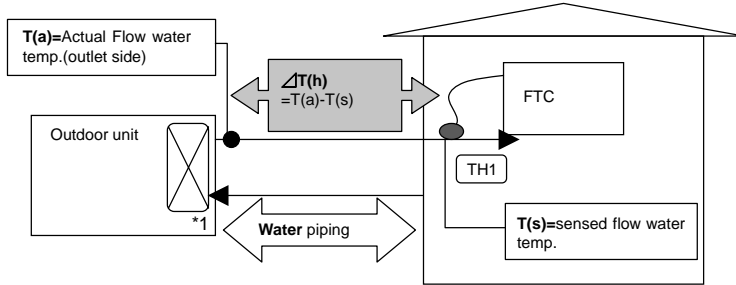 T(a)=Actual Flow water
temp.(outlet side)
⊿T(h)
=T(a)-T(s)
FTC
Outdoor unit
TH1
*1
Water piping
T(s)=sensed flow water
temp.